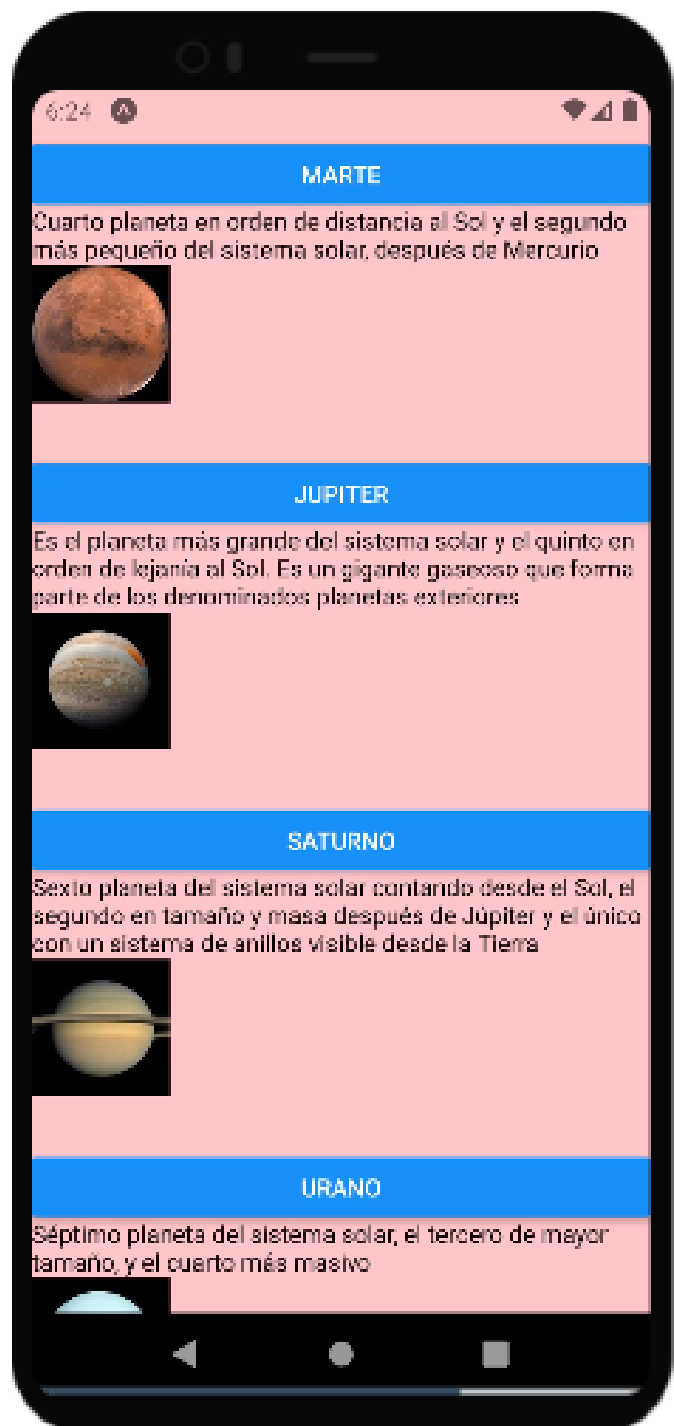 6:24
MARTE
Cuarto planeta en orden de distancia al Sol y el segundo
más pequeño del sistema solar, después de Mercurio
JUPITER
Es el planeta más grande del sistema solar y el quinto en
orden de lejanía al Sol. Es un gigante gaseoso que forma
parte de los denominados planetas exteriores
SATURNO
Sexto planeta del sistema solar contando desde el Sol, el
segundo en tamaño y masa después de Júpiter y el único
con un sistema de anillos visible desde la Tierra
URANO
Séptimo planeta del sistema solar, el tercero de mayor
tamaño, y el cuarto más masivo